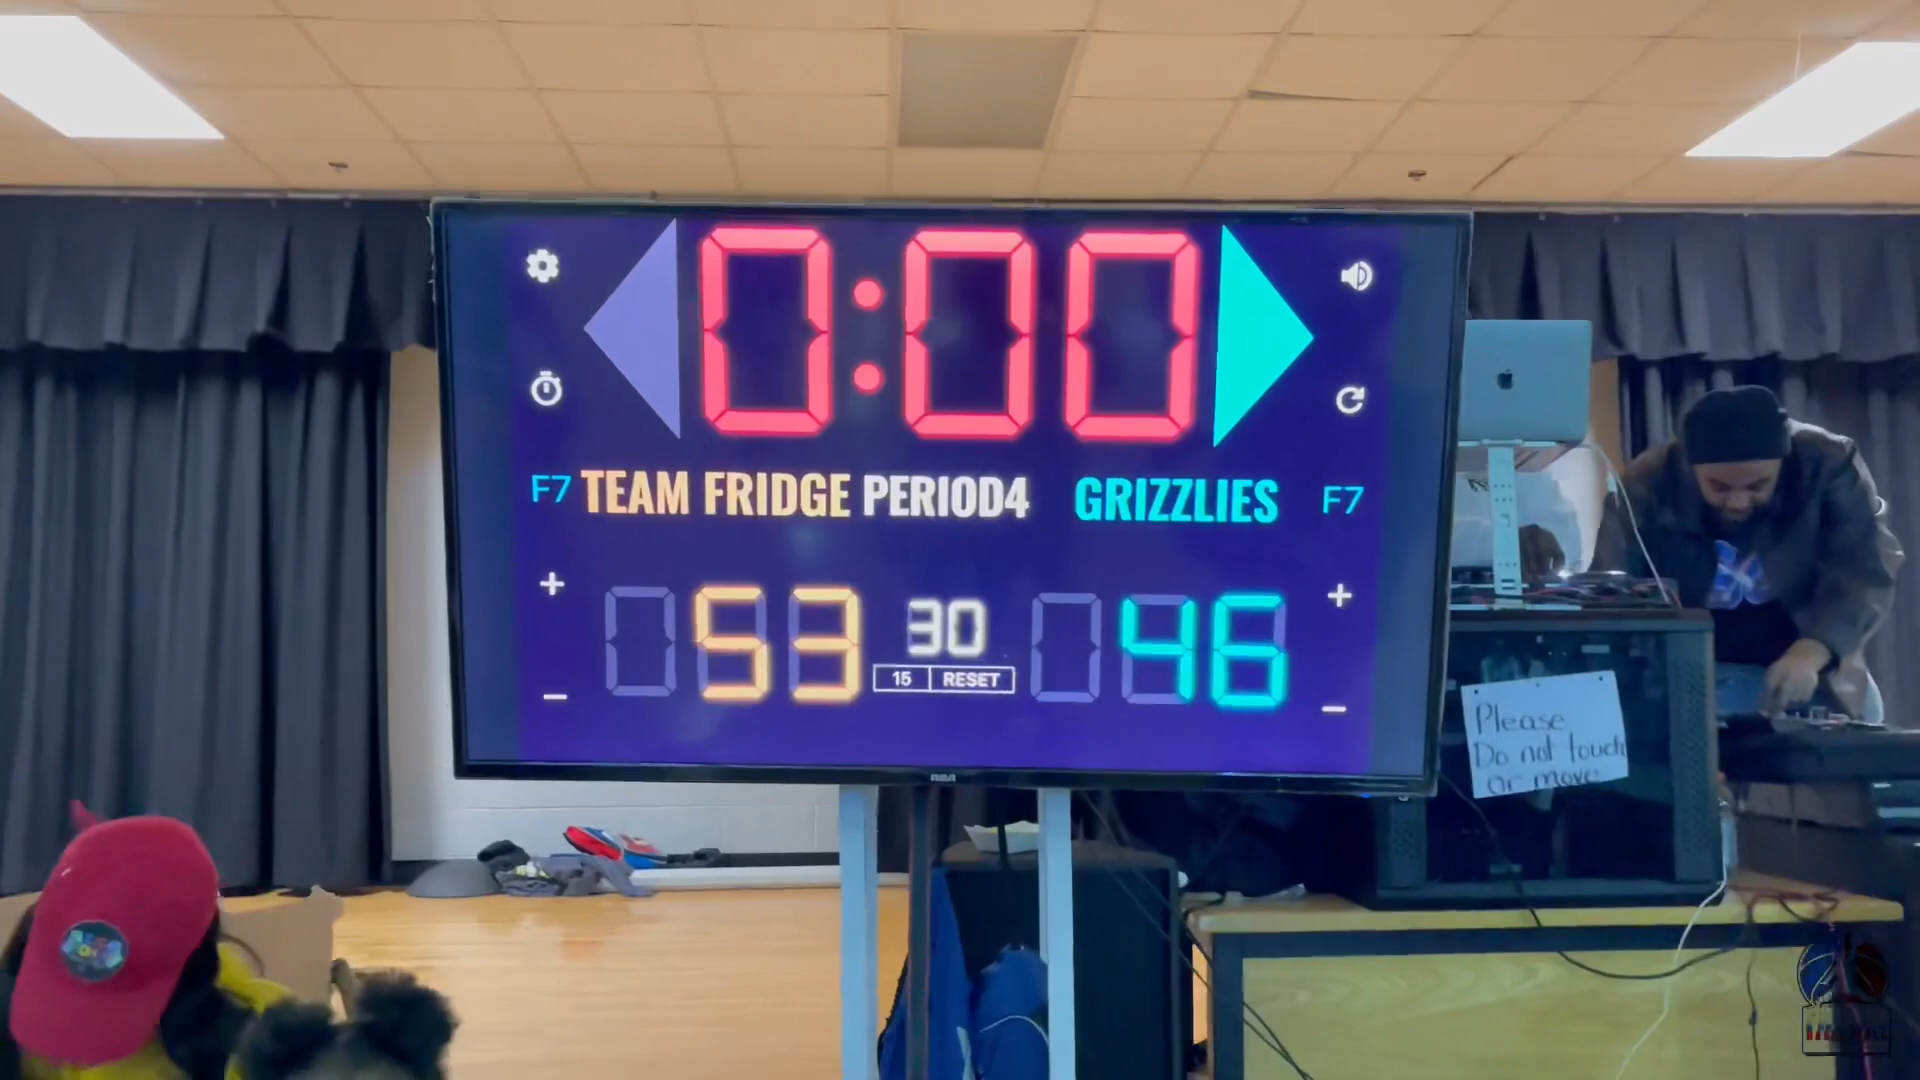 0:00
F7 TEAM FRIDGE PERIOD4 GRIZZLIES F7
053 30 046
15 RESET
RCA
Please
Do not touch
or move